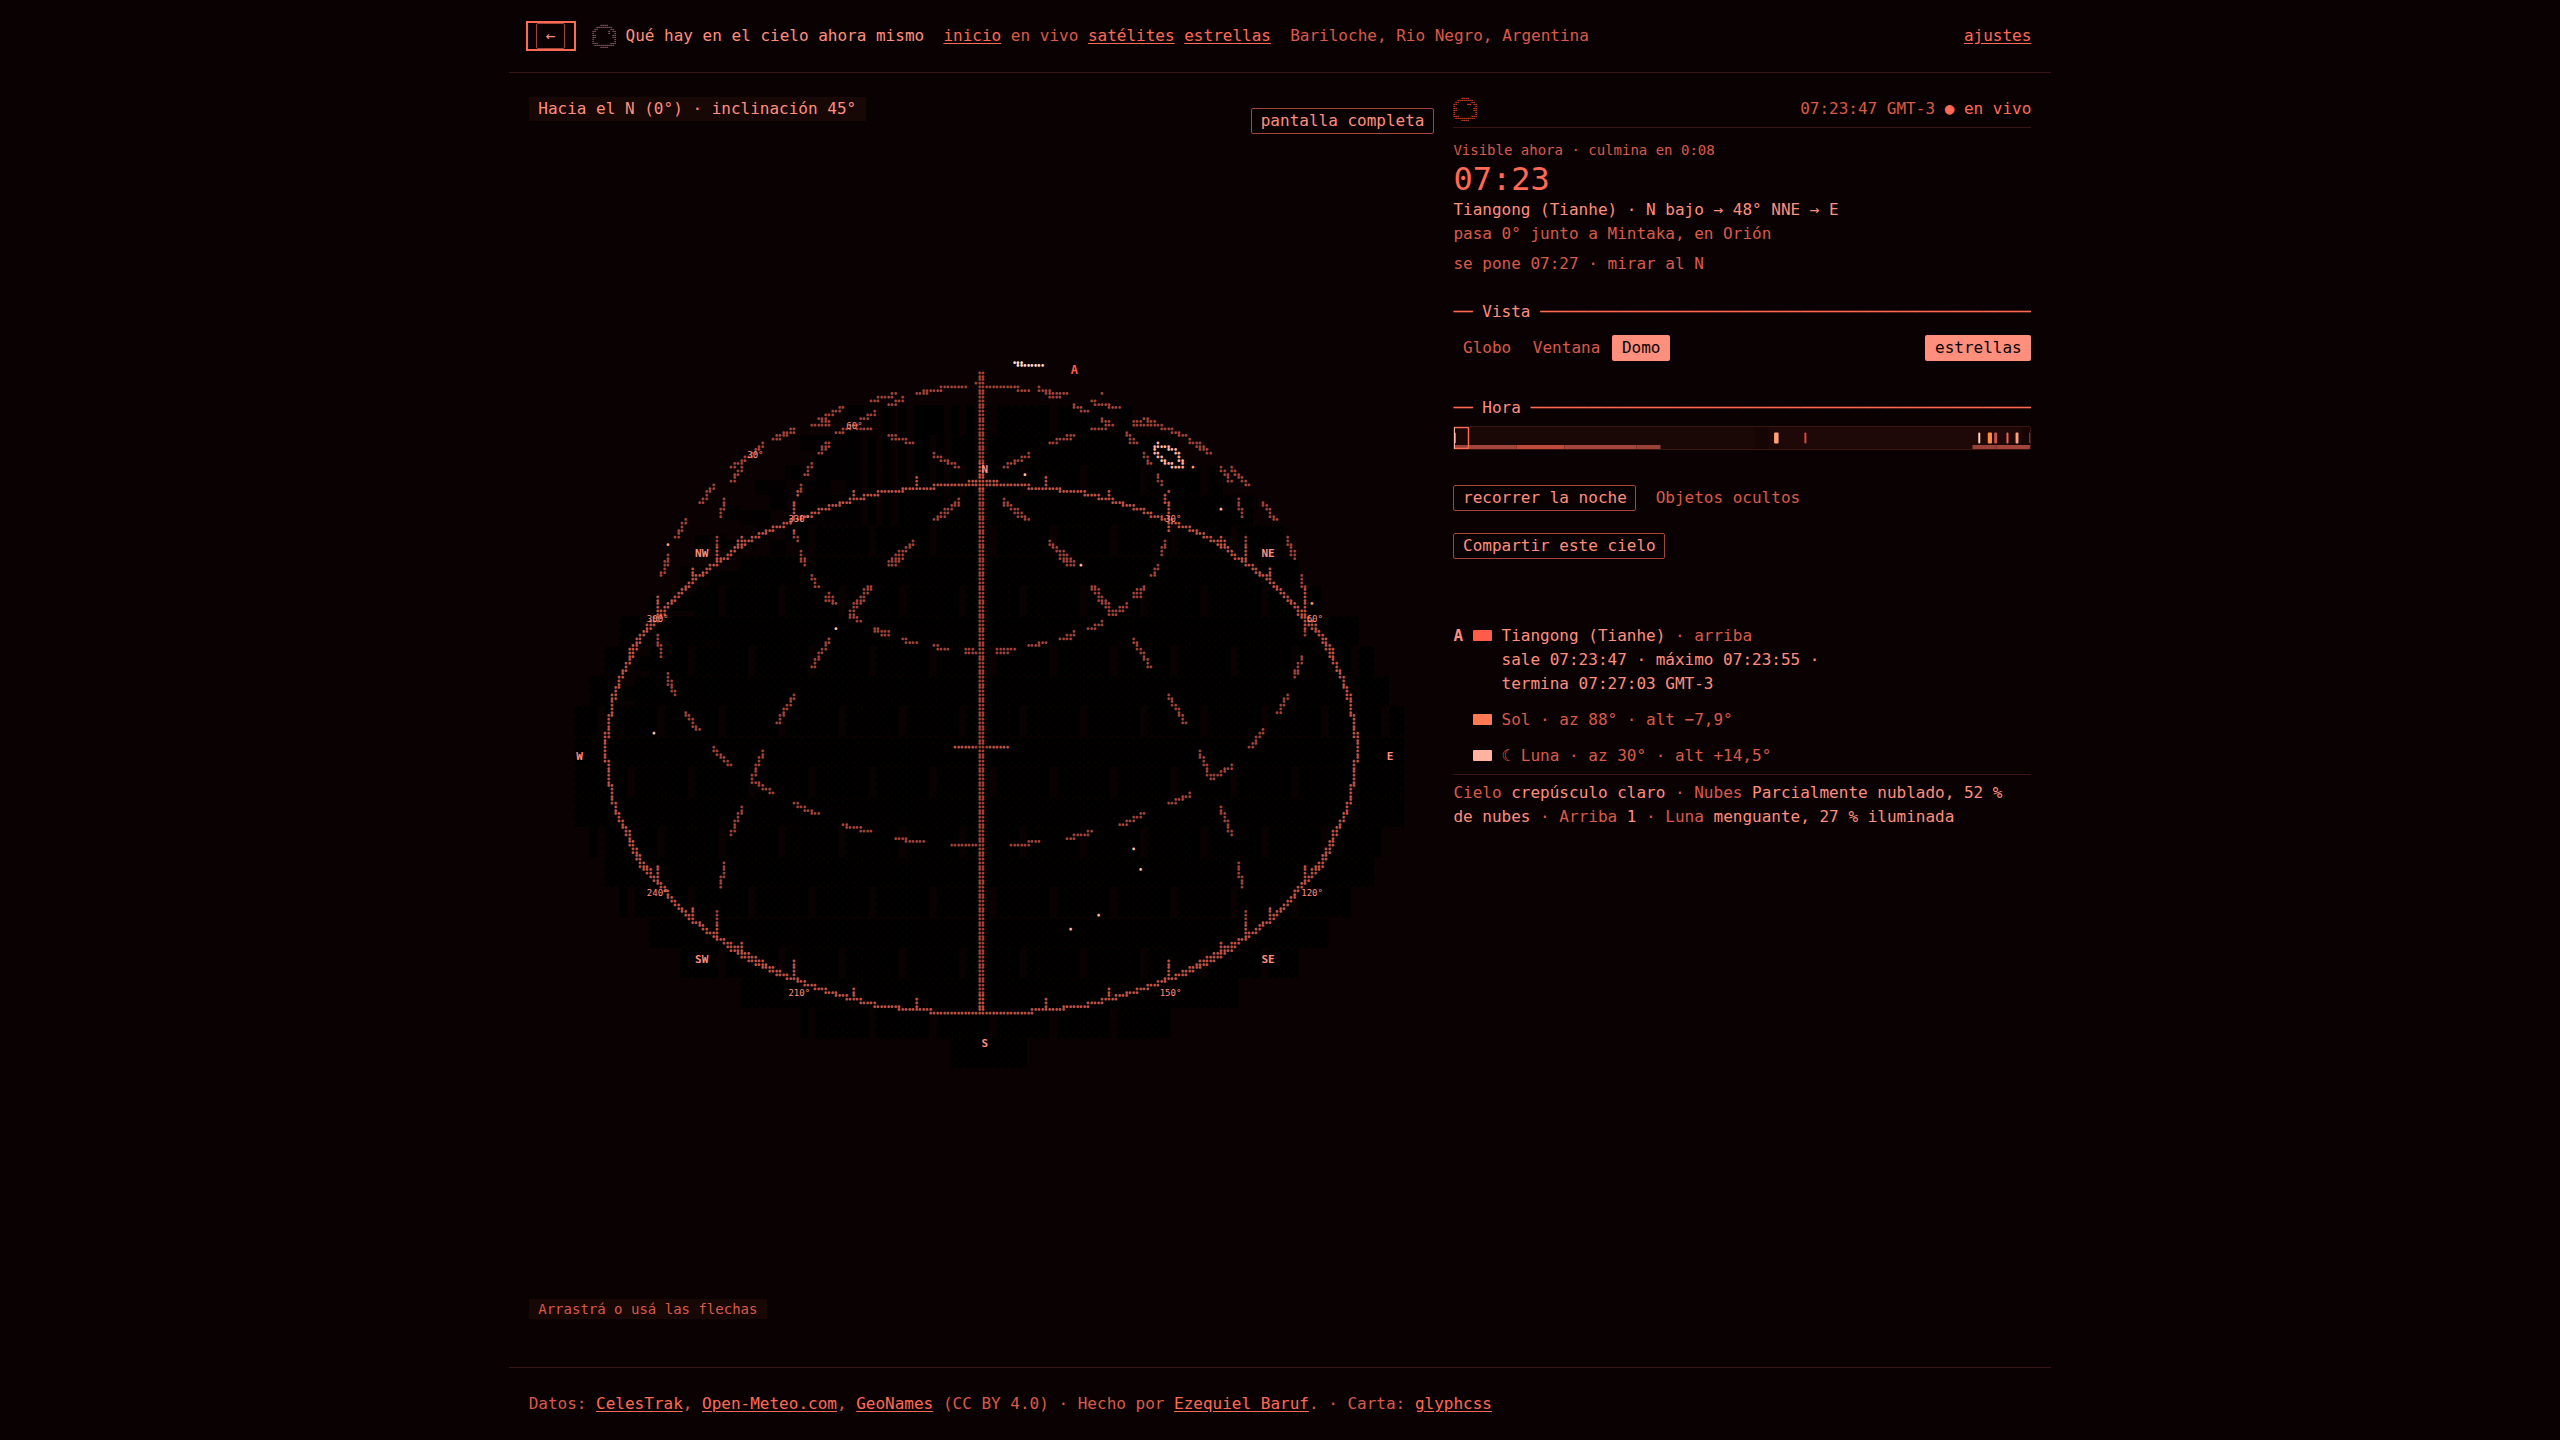 ← Qué hay en el cielo ahora mismo inicio en vivo satélites estrellas Bariloche, Rio Negro, Argentina ajustes
Hacia el N (0°) · inclinación 45°
pantalla completa
A
60°
30°
N
330°
30°
NW
NE
300°
60°
W
E
240°
120°
SW
SE
210°
150°
S
Arrastrá o usá las flechas
07:23:47 GMT-3 ● en vivo
Visible ahora · culmina en 0:08
07:23
Tiangong (Tianhe) · N bajo → 48° NNE → E
pasa 0° junto a Mintaka, en Orión
se pone 07:27 · mirar al N
Vista
Globo Ventana Domo estrellas
Hora
recorrer la noche Objetos ocultos
Compartir este cielo
A Tiangong (Tianhe) · arriba
sale 07:23:47 · máximo 07:23:55 ·
termina 07:27:03 GMT-3
Sol · az 88° · alt −7,9°
☾ Luna · az 30° · alt +14,5°
Cielo crepúsculo claro · Nubes Parcialmente nublado, 52 %
de nubes · Arriba 1 · Luna menguante, 27 % iluminada
Datos: CelesTrak, Open-Meteo.com, GeoNames (CC BY 4.0) · Hecho por Ezequiel Baruf. · Carta: glyphcss